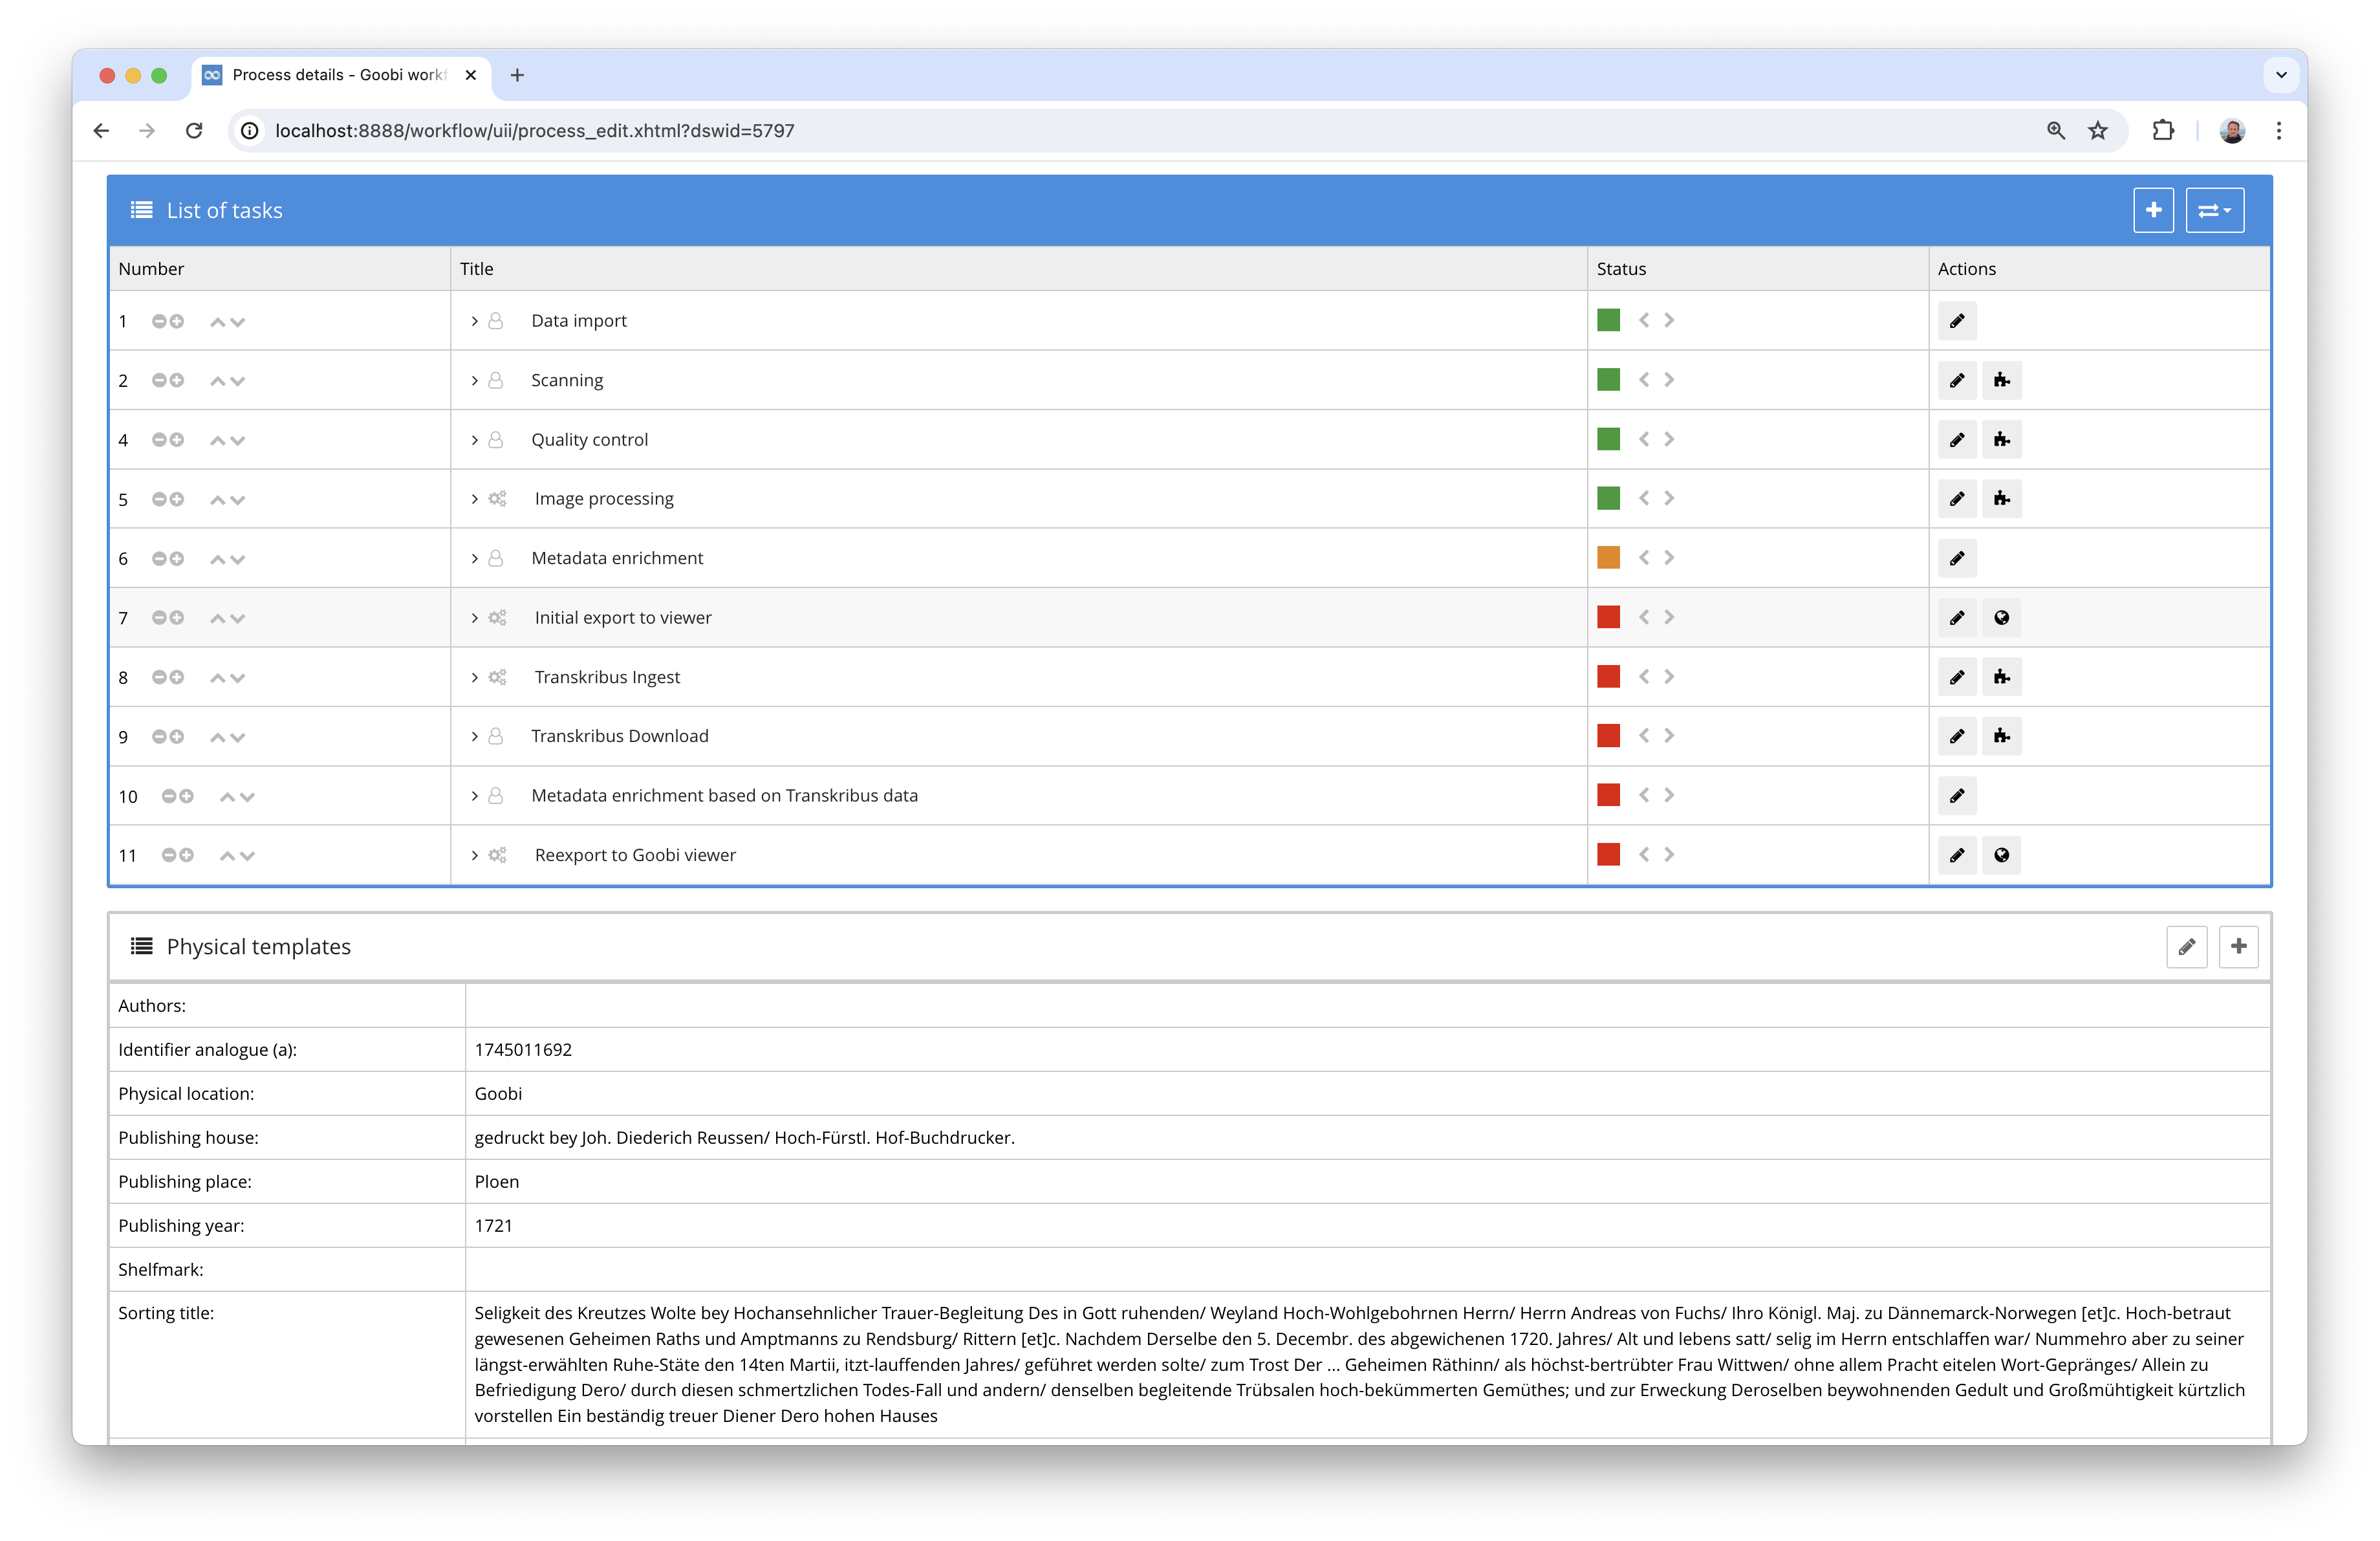 Process details - Goobi workf
localhost:8888/workflow/uii/process_edit.xhtml?dswid=5797
List of tasks
Number Title Status Actions
1 Data import
2 Scanning
4 Quality control
5 Image processing
6 Metadata enrichment
7 Initial export to viewer
8 Transkribus Ingest
9 Transkribus Download
10 Metadata enrichment based on Transkribus data
11 Reexport to Goobi viewer
Physical templates
Authors:
Identifier analogue (a): 1745011692
Physical location: Goobi
Publishing house: gedruckt bey Joh. Diederich Reussen/ Hoch-Fürstl. Hof-Buchdrucker.
Publishing place: Ploen
Publishing year: 1721
Shelfmark:
Sorting title: Seligkeit des Kreutzes Wolte bey Hochansehnlicher Trauer-Begleitung Des in Gott ruhenden/ Weyland Hoch-Wohlgebohrnen Herrn/ Herrn Andreas von Fuchs/ Ihro Königl. Maj. zu Dännemarck-Norwegen [et]c. Hoch-betraut
gewesenen Geheimen Raths und Amptmanns zu Rendsburg/ Rittern [et]c. Nachdem Derselbe den 5. Decembr. des abgewichenen 1720. Jahres/ Alt und lebens satt/ selig im Herrn entschlaffen war/ Nummehro aber zu seiner
längst-erwählten Ruhe-Stäte den 14ten Martii, itzt-lauffenden Jahres/ geführet werden solte/ zum Trost Der ... Geheimen Räthinn/ als höchst-bertrübter Frau Wittwen/ ohne allem Pracht eitelen Wort-Gepränges/ Allein zu
Befriedigung Dero/ durch diesen schmertzlichen Todes-Fall und andern/ denselben begleitende Trübsalen hoch-bekümmerten Gemüthes; und zur Erweckung Deroselben beywohnenden Gedult und Großmühtigkeit kürtzlich
vorstellen Ein beständig treuer Diener Dero hohen Hauses